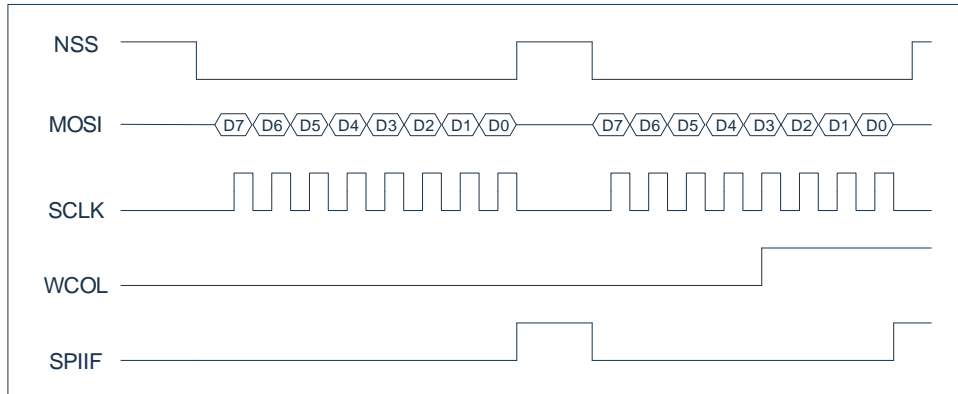 NSS
MOSI D7 D6 D5 D4 D3 D2 D1 D0 D7 D6 D5 D4 D3 D2 D1 D0
SCLK
WCOL
SPIIF